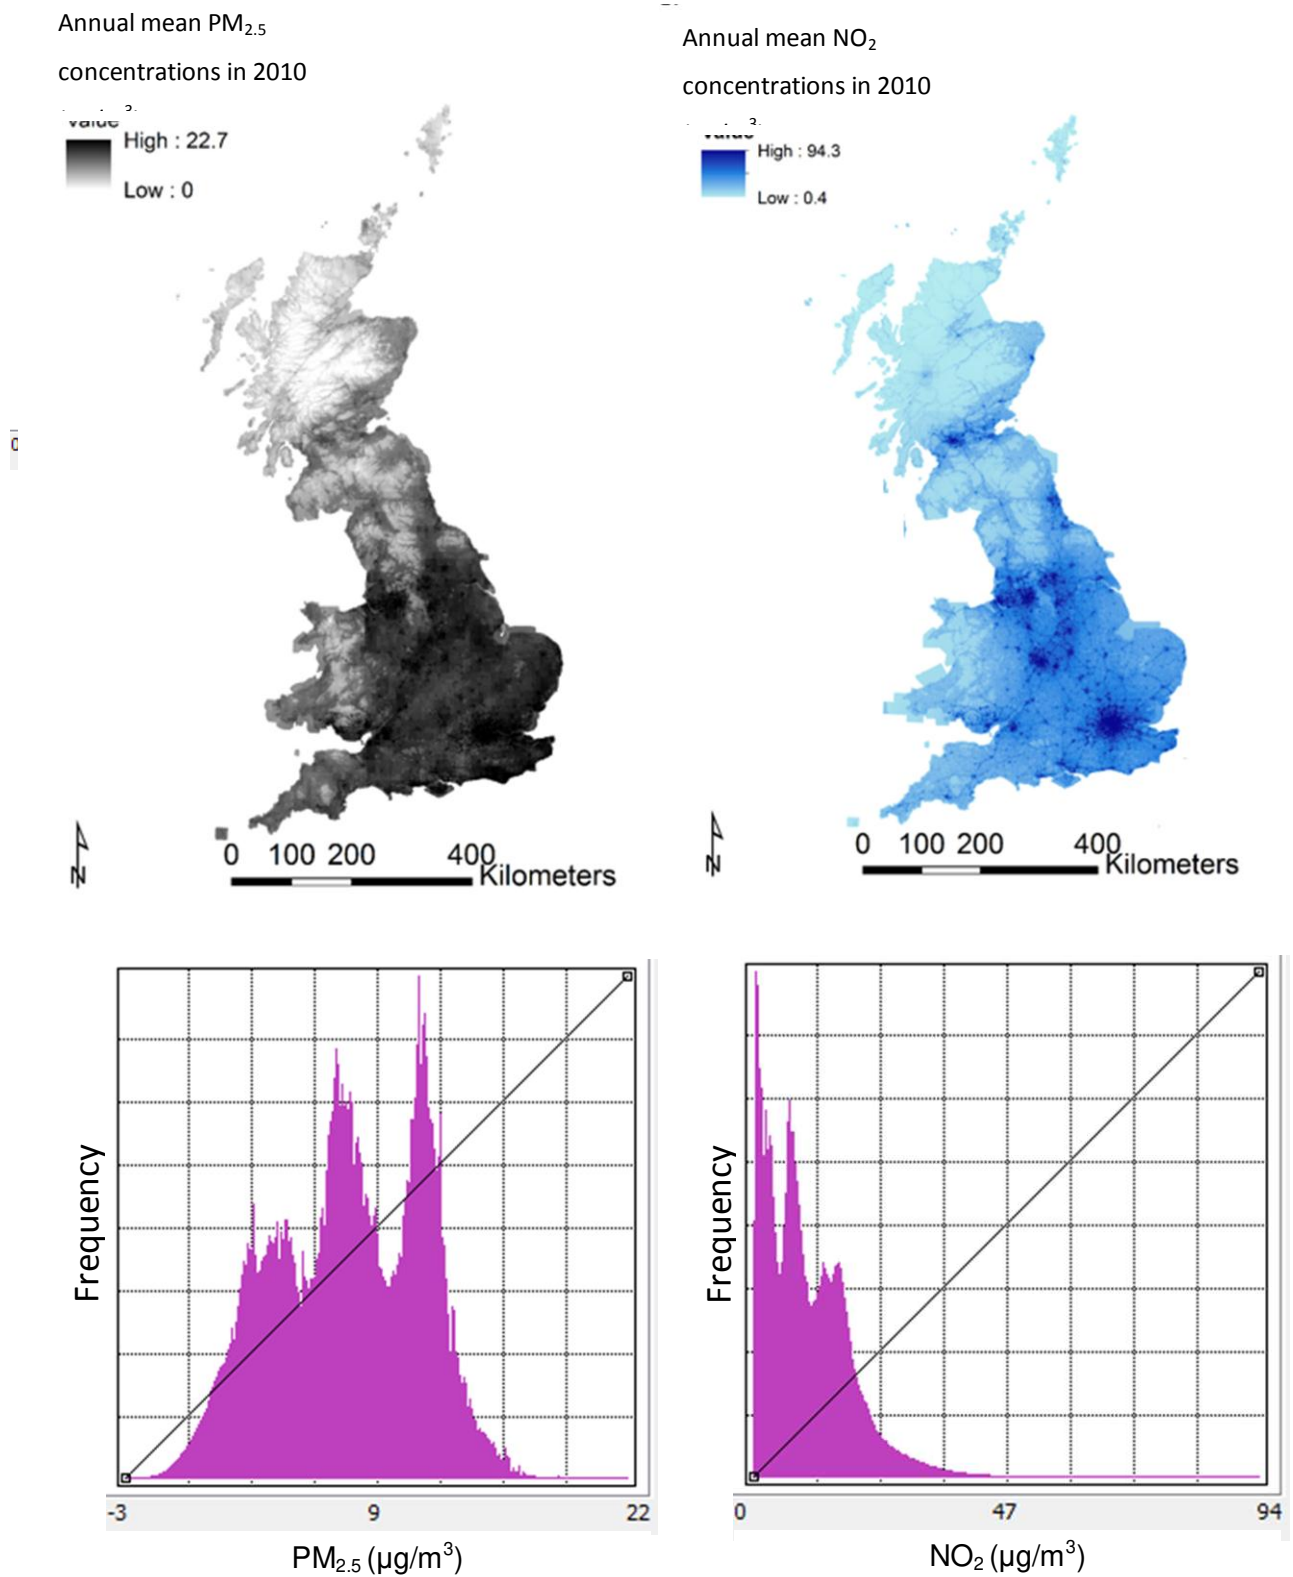 Annual mean PM2.5
concentrations in 2010
Value
High : 22.7
Low : 0
N
0 100 200 400
Kilometers
Annual mean NO2
concentrations in 2010
Value
High : 94.3
Low : 0.4
N
0 100 200 400
Kilometers
Frequency
-3 9 22
PM2.5 (µg/m3)
Frequency
0 47 94
NO2 (µg/m3)